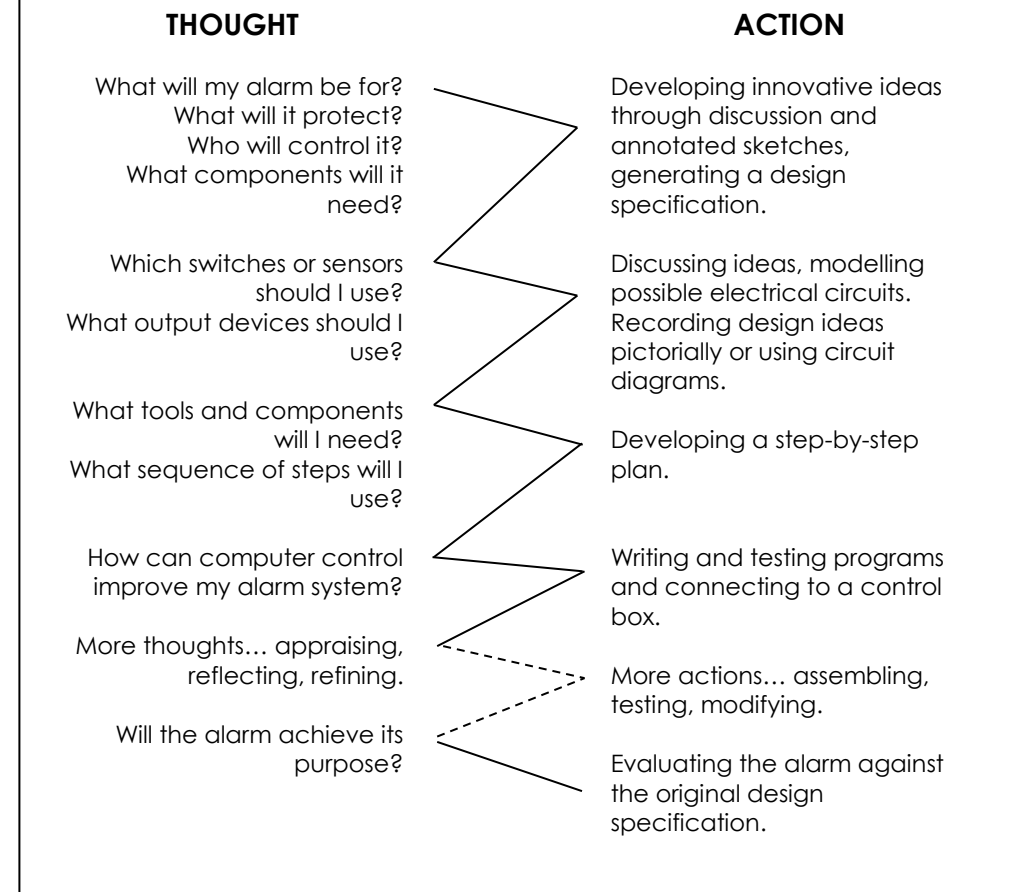 THOUGHT
What will my alarm be for?
What will it protect?
Who will control it?
What components will it
need?
Which switches or sensors
should I use?
What output devices should I
use?
What tools and components
will I need?
What sequence of steps will I
use?
How can computer control
improve my alarm system?
More thoughts… appraising,
reflecting, refining.
Will the alarm achieve its
purpose?
ACTION
Developing innovative ideas
through discussion and
annotated sketches,
generating a design
specification.
Discussing ideas, modelling
possible electrical circuits.
Recording design ideas
pictorially or using circuit
diagrams.
Developing a step-by-step
plan.
Writing and testing programs
and connecting to a control
box.
More actions… assembling,
testing, modifying.
Evaluating the alarm against
the original design
specification.